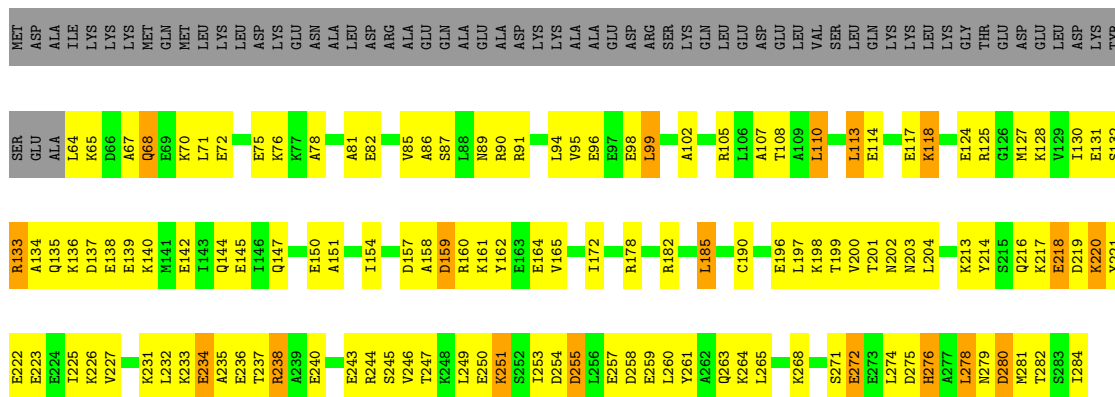 MET ASP ALA ILE LYS LYS LYS MET GLN MET LEU LYS LEU ASP LYS GLU ASN ALA LEU ASP ARG ALA GLU GLN ALA GLU ALA ASP LYS LYS ALA ALA GLU ASP ARG SER LYS GLN LEU GLU ASP GLU LEU VAL SER LEU GLN LYS LYS LEU LYS GLY THR GLU ASP GLU LEU ASP LYS TYR
SER GLU ALA L64 K65 D66 A67 Q68 E69 K70 L71 E72 E75 K76 K77 A78 A81 E82 V85 A86 S87 L88 N89 R90 R91 L94 V95 E96 E97 E98 L99 A102 R105 L106 A107 T108 A109 L110 L113 E114 E117 K118 E124 R125 G126 M127 K128 V129 I130 E131 S132
R133 A134 Q135 K136 D137 E138 E139 K140 M141 E142 I143 Q144 E145 I146 Q147 E150 A151 I154 D157 A158 D159 R160 K161 Y162 E163 E164 V165 I172 R178 R182 L185 C190 E196 L197 K198 T199 V200 T201 N202 N203 L204 K213 Y214 S215 Q216 K217 E218 D219 K220 Y221
E222 E223 E224 I225 K226 V227 K231 L232 K233 E234 A235 E236 T237 R238 A239 E240 E243 R244 S245 V246 T247 K248 L249 E250 K251 S252 I253 D254 D255 L256 E257 D258 E259 L260 Y261 A262 Q263 K264 L265 K268 S271 E272 E273 L274 D275 H276 A277 L278 N279 D280 M281 T282 S283 I284